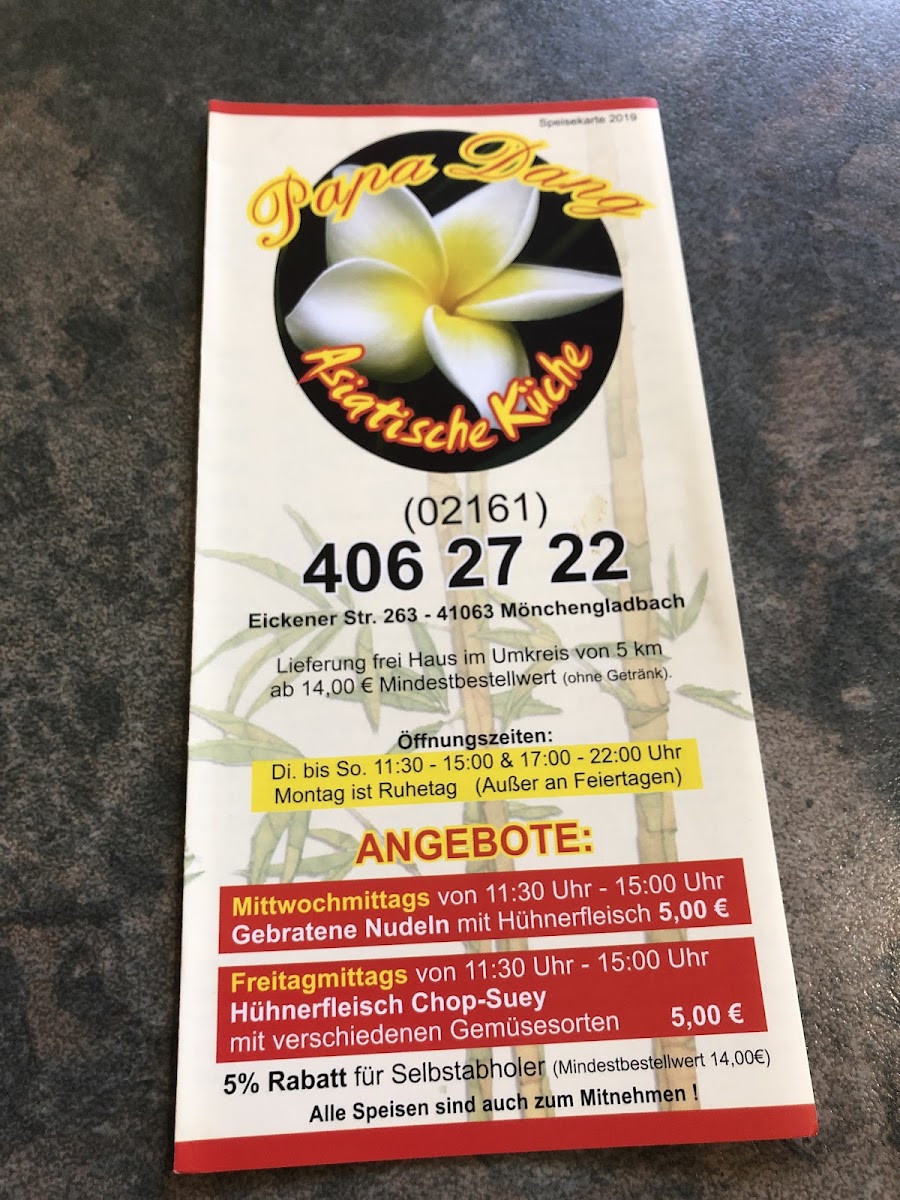 Speisekarte 2019
Papa Dang
Asiatische Küche
(02161)
406 27 22
Eickener Str. 263 - 41063 Mönchengladbach
Lieferung frei Haus im Umkreis von 5 km
ab 14,00 € Mindestbestellwert (ohne Getränk).
Öffnungszeiten:
Di. bis So. 11:30 - 15:00 & 17:00 - 22:00 Uhr
Montag ist Ruhetag (Außer an Feiertagen)
ANGEBOTE:
Mittwochmittags von 11:30 Uhr - 15:00 Uhr
Gebratene Nudeln mit Hühnerfleisch 5,00 €
Freitagmittags von 11:30 Uhr - 15:00 Uhr
Hühnerfleisch Chop-Suey
mit verschiedenen Gemüsesorten 5,00 €
5% Rabatt für Selbstabholer (Mindestbestellwert 14,00€)
Alle Speisen sind auch zum Mitnehmen !